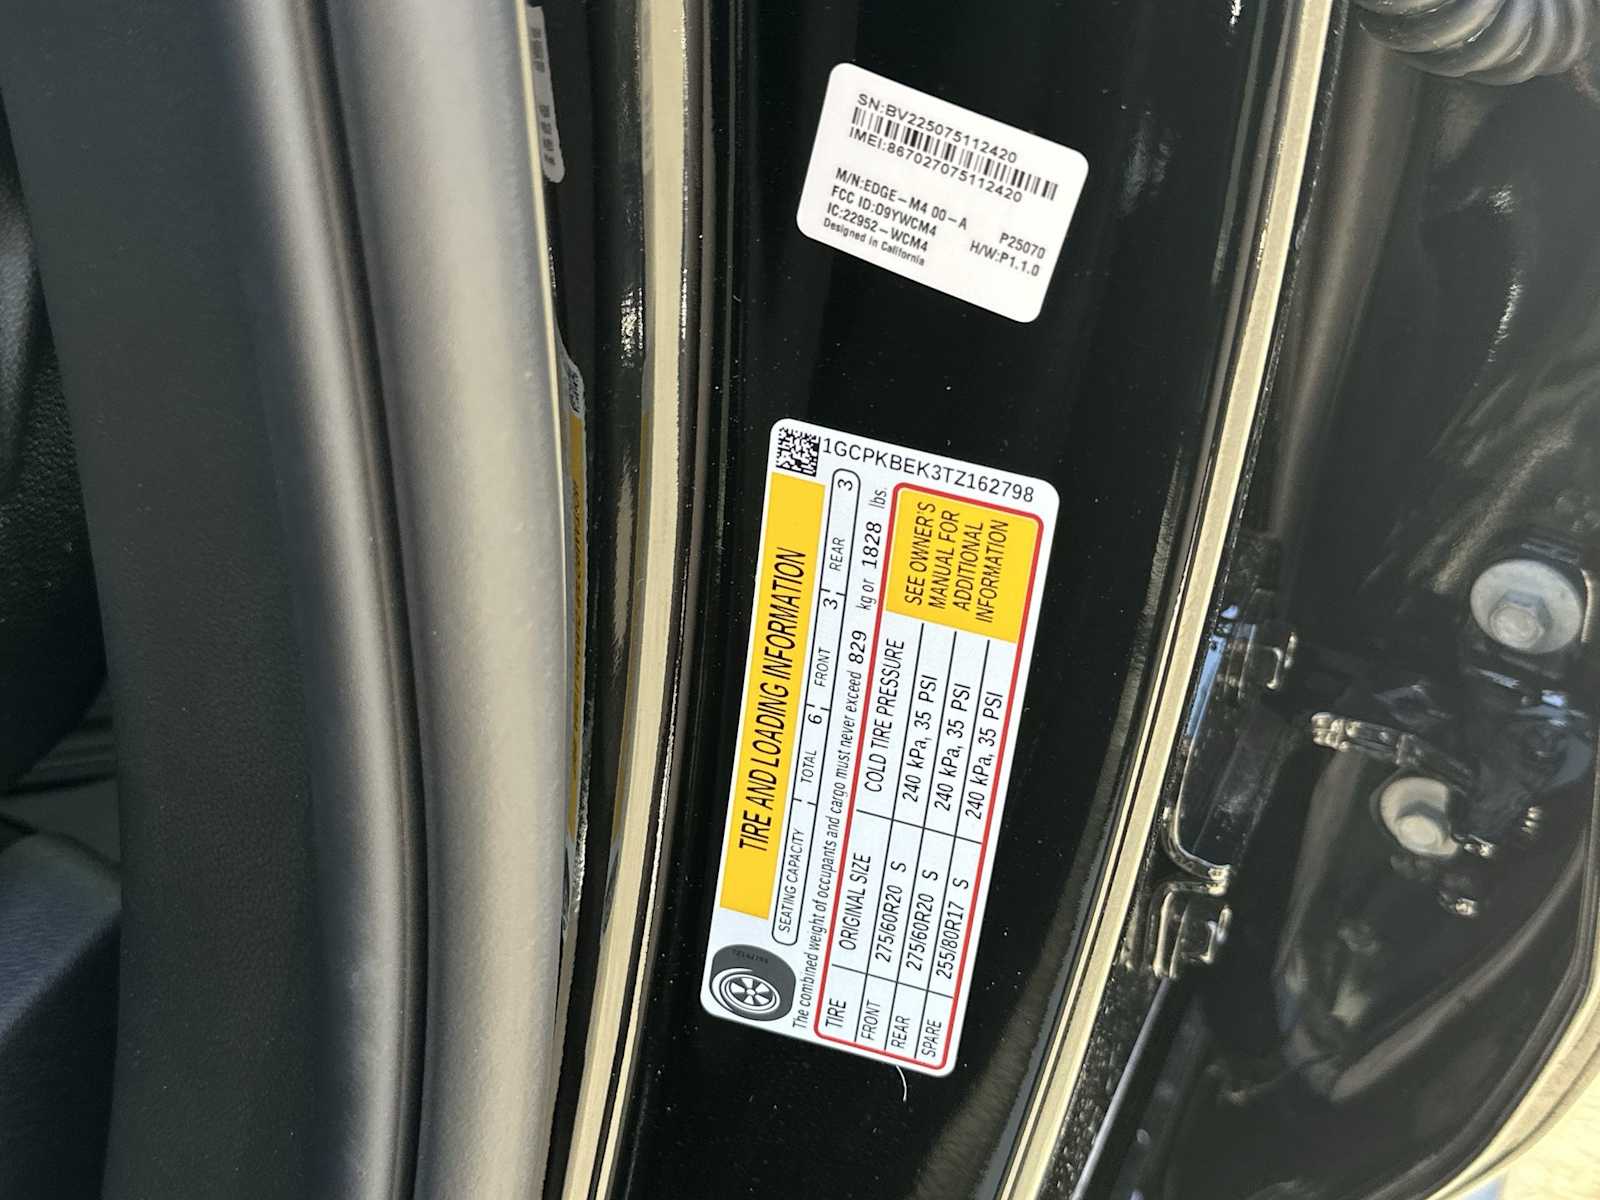 SN:BV225075112420
IMEI:867027075112420
M/N:EDGE-M4 00-A
FCC ID:D9YWCM4 P25070
IC:22952-WCM4 H/W:P1.1.0
Designed in California
1GCPKBEK3TZ162798
TIRE AND LOADING INFORMATION
SEATING CAPACITY TOTAL 6 FRONT 3 REAR 3
The combined weight of occupants and cargo must never exceed 829 kg or 1828 lbs.
TIRE ORIGINAL SIZE COLD TIRE PRESSURE
FRONT 275/60R20 S 240 kPa, 35 PSI
REAR 275/60R20 S 240 kPa, 35 PSI
SPARE 255/80R17 S 240 kPa, 35 PSI
SEE OWNER'S
MANUAL FOR
ADDITIONAL
INFORMATION